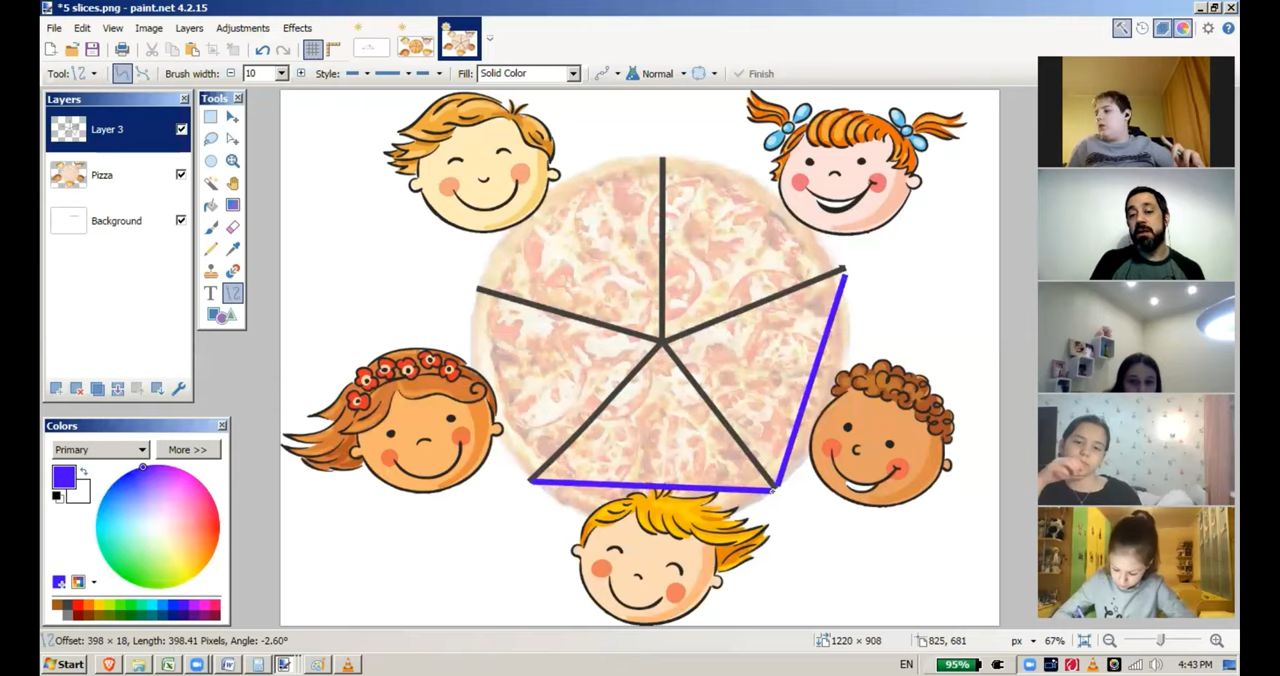 *5 slices.png - paint.net 4.2.15
File Edit View Image Layers Adjustments Effects
Tool: Brush width: 10 Style: Fill: Solid Color Normal Finish
Layers
Tools
Layer 3
Pizza
Background
Colors
Primary More >>
Offset: 398 × 18, Length: 398.41 Pixels, Angle: -2.60° 1220 × 908 825, 681 px 67%
Start EN 95% 4:43 PM